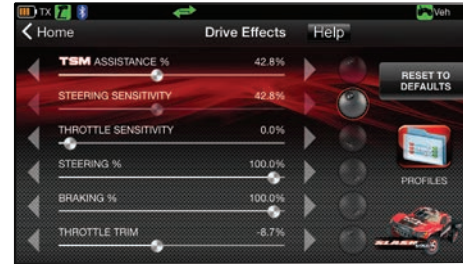 TX Veh
Home Drive Effects Help
TSM ASSISTANCE % 42.8%
STEERING SENSITIVITY 42.8%
RESET TO
DEFAULTS
THROTTLE SENSITIVITY 0.0%
STEERING % 100.0%
PROFILES
BRAKING % 100.0%
THROTTLE TRIM -8.7%
SLASH